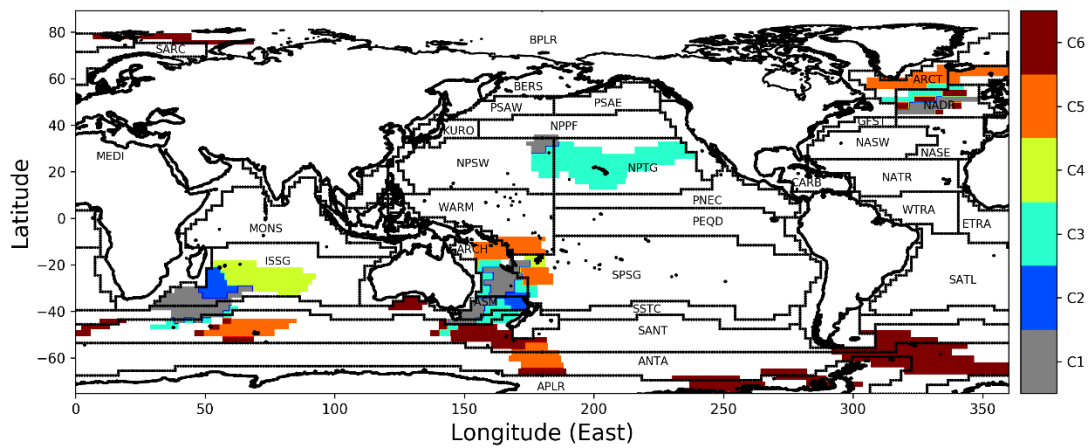 80
60
40
20
0
−20
−40
−60
Latitude
0
50
100
150
200
250
300
350
Longitude (East)
SARC
BPLR
ARCT
BERS
PSAW
PSAE
NADR
KURO
NPPF
GFST
MEDI
NASW
NPSW
NPTG
NASE
NATR
CARB
WARM
PNEC
PEQD
WTRA
ETRA
MONS
ARCH
ISSG
SPSG
SATL
SSTC
SANT
ANTA
APLR
C6
C5
C4
C3
C2
C1